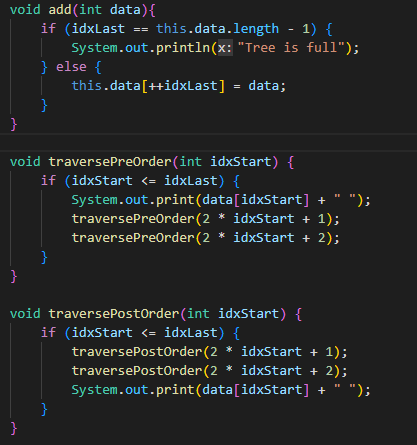 void add(int data){
    if (idxLast == this.data.length - 1) {
        System.out.println(x: "Tree is full");
    } else {
        this.data[++idxLast] = data;
    }
}
void traversePreOrder(int idxStart) {
    if (idxStart <= idxLast) {
        System.out.print(data[idxStart] + " ");
        traversePreOrder(2 * idxStart + 1);
        traversePreOrder(2 * idxStart + 2);
    }
}
void traversePostOrder(int idxStart) {
    if (idxStart <= idxLast) {
        traversePostOrder(2 * idxStart + 1);
        traversePostOrder(2 * idxStart + 2);
        System.out.print(data[idxStart] + " ");
    }
}